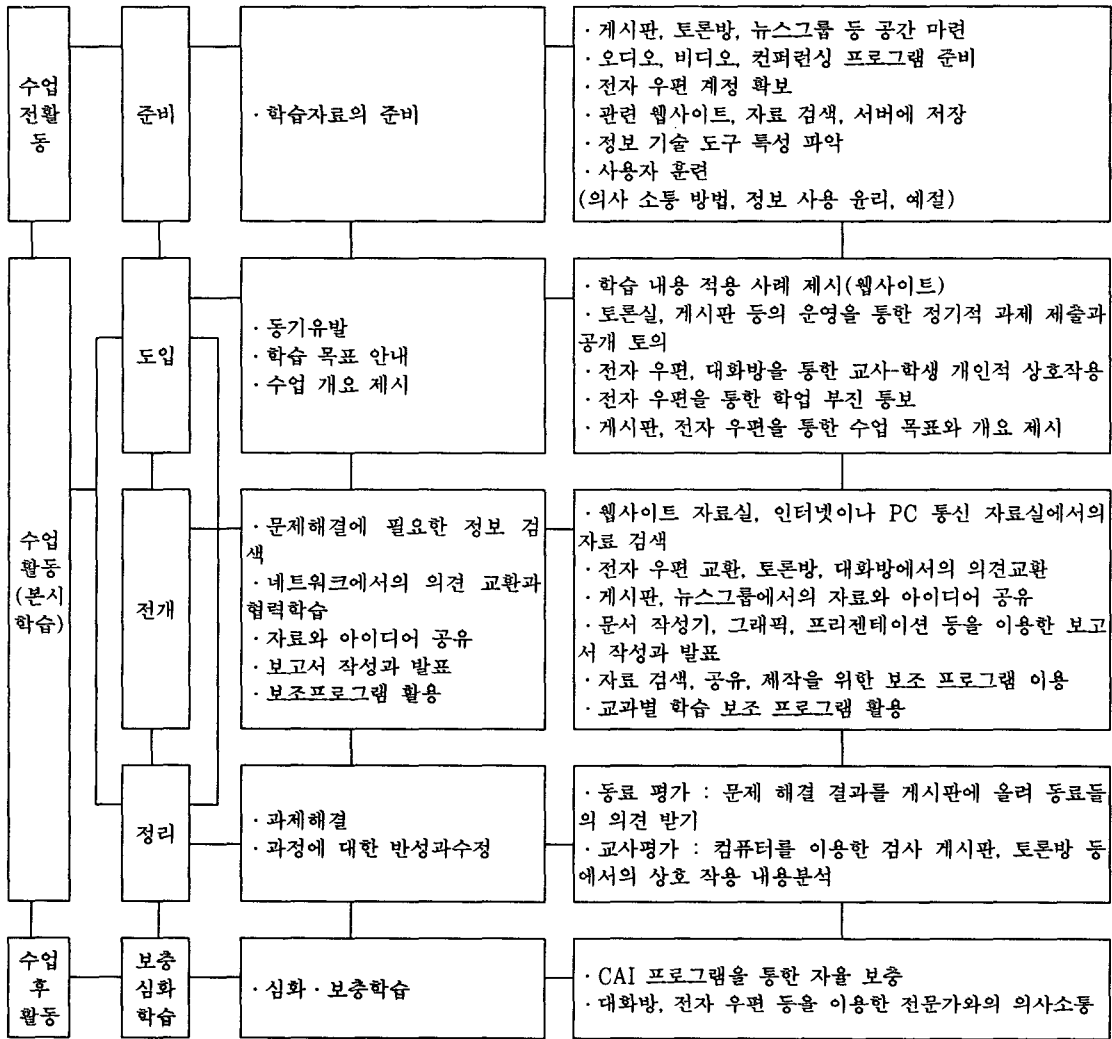 수업
전활
동
준비
· 학습자료의 준비
· 게시판, 토론방, 뉴스그룹 등 공간 마련
· 오디오, 비디오, 컨퍼런싱 프로그램 준비
· 전자 우편 계정 확보
· 관련 웹사이트, 자료 검색, 서버에 저장
· 정보 기술 도구 특성 파악
· 사용자 훈련
(의사 소통 방법, 정보 사용 윤리, 예절)
수업
활동
(본시
학습)
도입
· 동기유발
· 학습 목표 안내
· 수업 개요 제시
· 학습 내용 적용 사례 제시(웹사이트)
· 토론실, 게시판 등의 운영을 통한 정기적 과제 제출과
공개 토의
· 전자 우편, 대화방을 통한 교사-학생 개인적 상호작용
· 전자 우편을 통한 학업 부진 통보
· 게시판, 전자 우편을 통한 수업 목표와 개요 제시
전개
· 문제해결에 필요한 정보 검
색
· 네트워크에서의 의견 교환과
협력학습
· 자료와 아이디어 공유
· 보고서 작성과 발표
· 보조프로그램 활용
· 웹사이트 자료실, 인터넷이나 PC 통신 자료실에서의
자료 검색
· 전자 우편 교환, 토론방, 대화방에서의 의견교환
· 게시판, 뉴스그룹에서의 자료와 아이디어 공유
· 문서 작성기, 그래픽, 프리젠테이션 등을 이용한 보고
서 작성과 발표
· 자료 검색, 공유, 제작을 위한 보조 프로그램 이용
· 교과별 학습 보조 프로그램 활용
정리
· 과제해결
· 과정에 대한 반성과수정
· 동료 평가 : 문제 해결 결과를 게시판에 올려 동료들
의 의견 받기
· 교사평가 : 컴퓨터를 이용한 검사 게시판, 토론방 등
에서의 상호 작용 내용분석
수업
후
활동
보충
심화
학습
· 심화 · 보충학습
· CAI 프로그램을 통한 자율 보충
· 대화방, 전자 우편 등을 이용한 전문가와의 의사소통